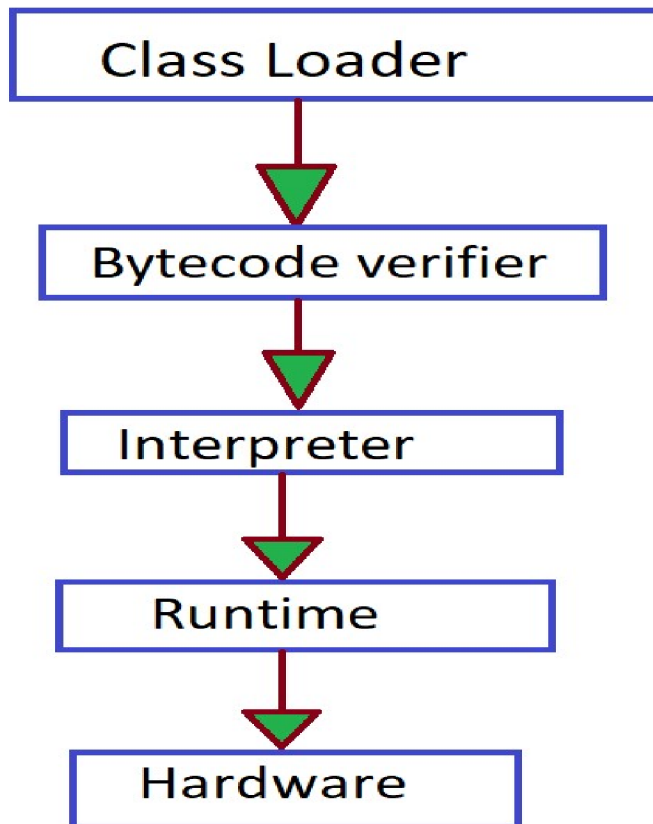 Class Loader
Bytecode verifier
Interpreter
Runtime
Hardware